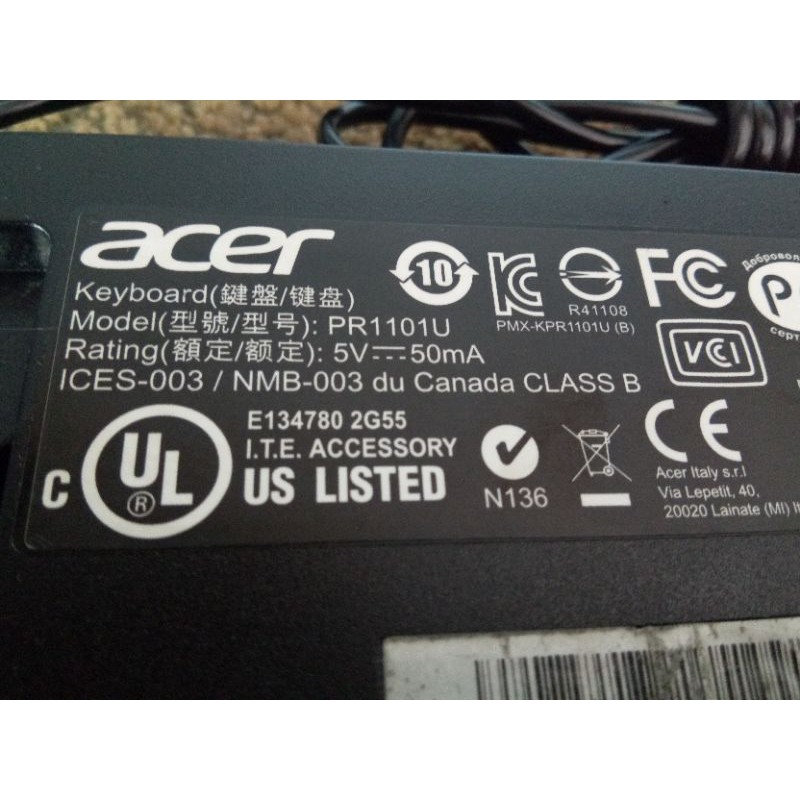 acer
Keyboard(鍵盤/键盘)
Model(型號/型号): PR1101U
Rating(額定/额定): 5V⎓50mA
ICES-003 / NMB-003 du Canada CLASS B
10
R41108
PMX-KPR1101U (B)
FC
VCI
C UL ® US LISTED
E134780 2G55
I.T.E. ACCESSORY
N136
CE
Acer Italy s.r.l
Via Lepetit, 40,
20020 Lainate (MI)